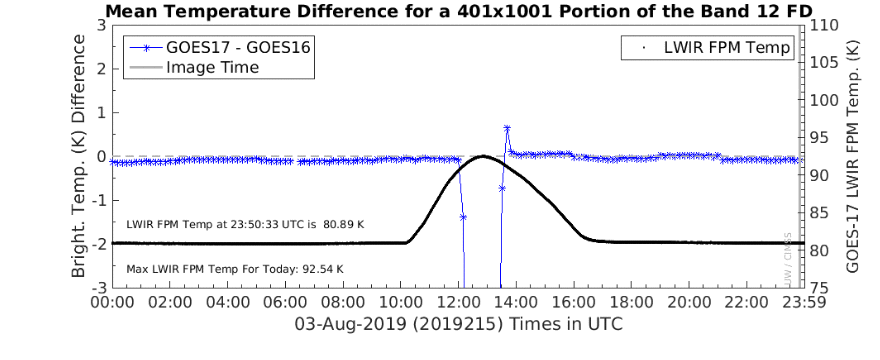 Mean Temperature Difference for a 401x1001 Portion of the Band 12 FD
3
2
1
0
-1
-2
-3
Bright. Temp. (K) Difference
GOES17 - GOES16
Image Time
LWIR FPM Temp
110
105
100
95
90
85
80
75
GOES-17 LWIR FPM Temp. (K)
LWIR FPM Temp at 23:50:33 UTC is 80.89 K
Max LWIR FPM Temp For Today: 92.54 K
UW / CIMSS
00:00 02:00 04:00 06:00 08:00 10:00 12:00 14:00 16:00 18:00 20:00 22:00 23:59
03-Aug-2019 (2019215) Times in UTC